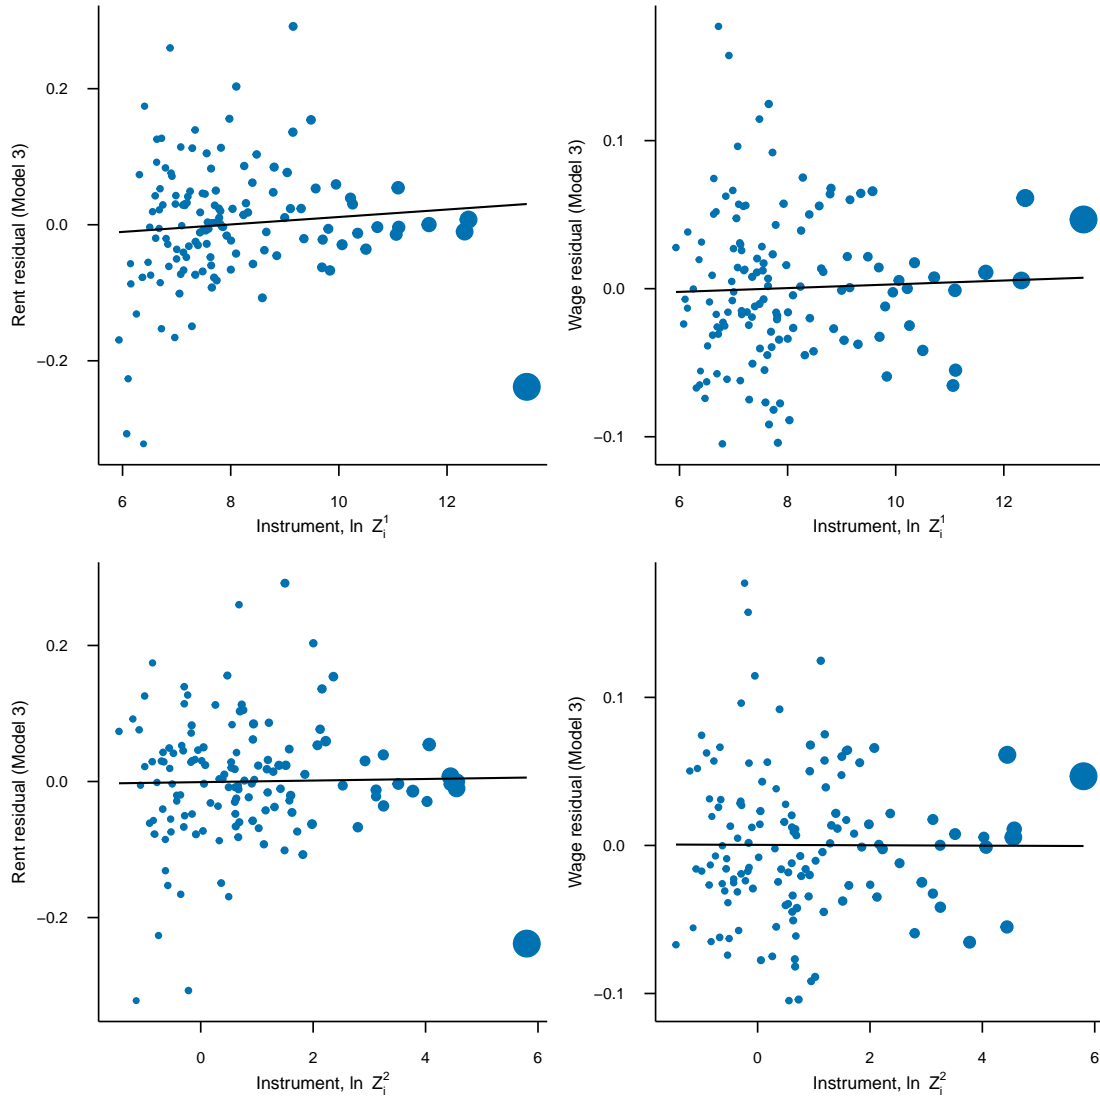 0.2
0.0
−0.2
Rent residual (Model 3)
6 8 10 12
Instrument, ln Z_i^1
0.1
0.0
−0.1
Wage residual (Model 3)
6 8 10 12
Instrument, ln Z_i^1
0.2
0.0
−0.2
Rent residual (Model 3)
0 2 4 6
Instrument, ln Z_i^2
0.1
0.0
−0.1
Wage residual (Model 3)
0 2 4 6
Instrument, ln Z_i^2